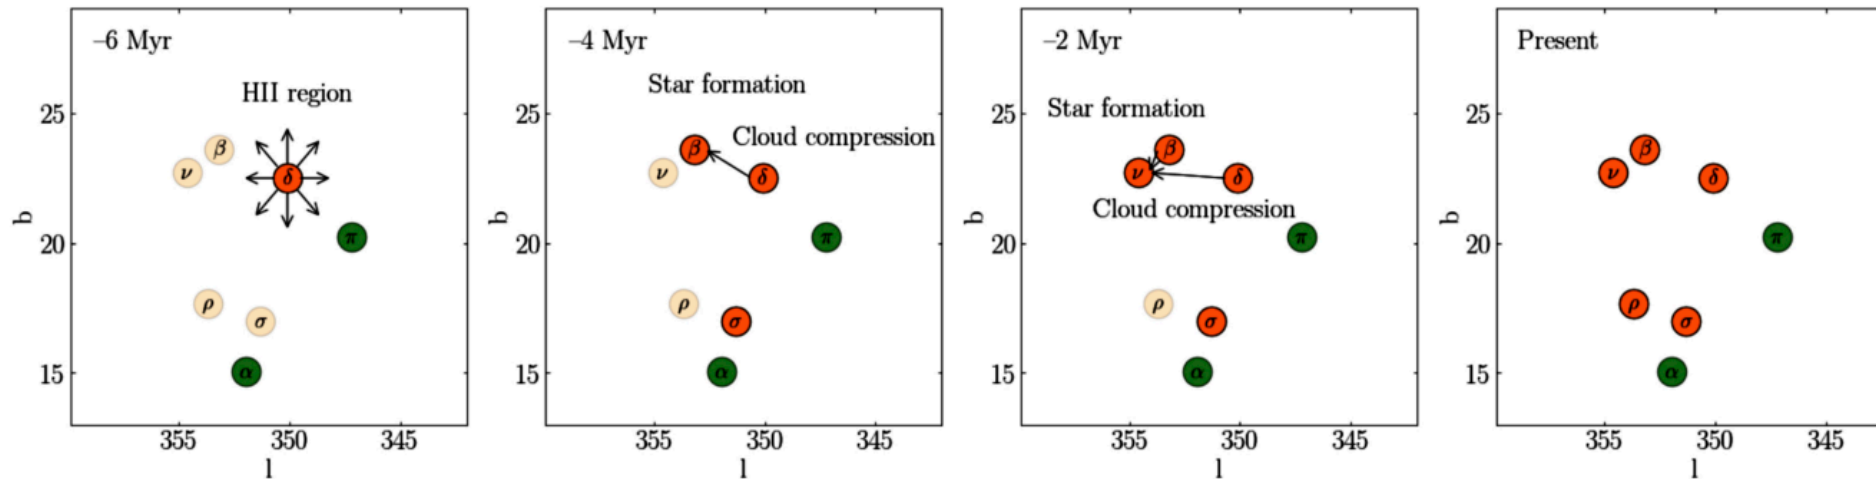 –6 Myr
HII region
β
ν
δ
π
ρ
σ
α
25
20
15
b
355
350
345
l
–4 Myr
Star formation
Cloud compression
β
ν
δ
π
ρ
σ
α
25
20
15
b
355
350
345
l
–2 Myr
Star formation
β
ν
δ
Cloud compression
π
ρ
σ
α
25
20
15
b
355
350
345
l
Present
β
ν
δ
π
ρ
σ
α
25
20
15
b
355
350
345
l